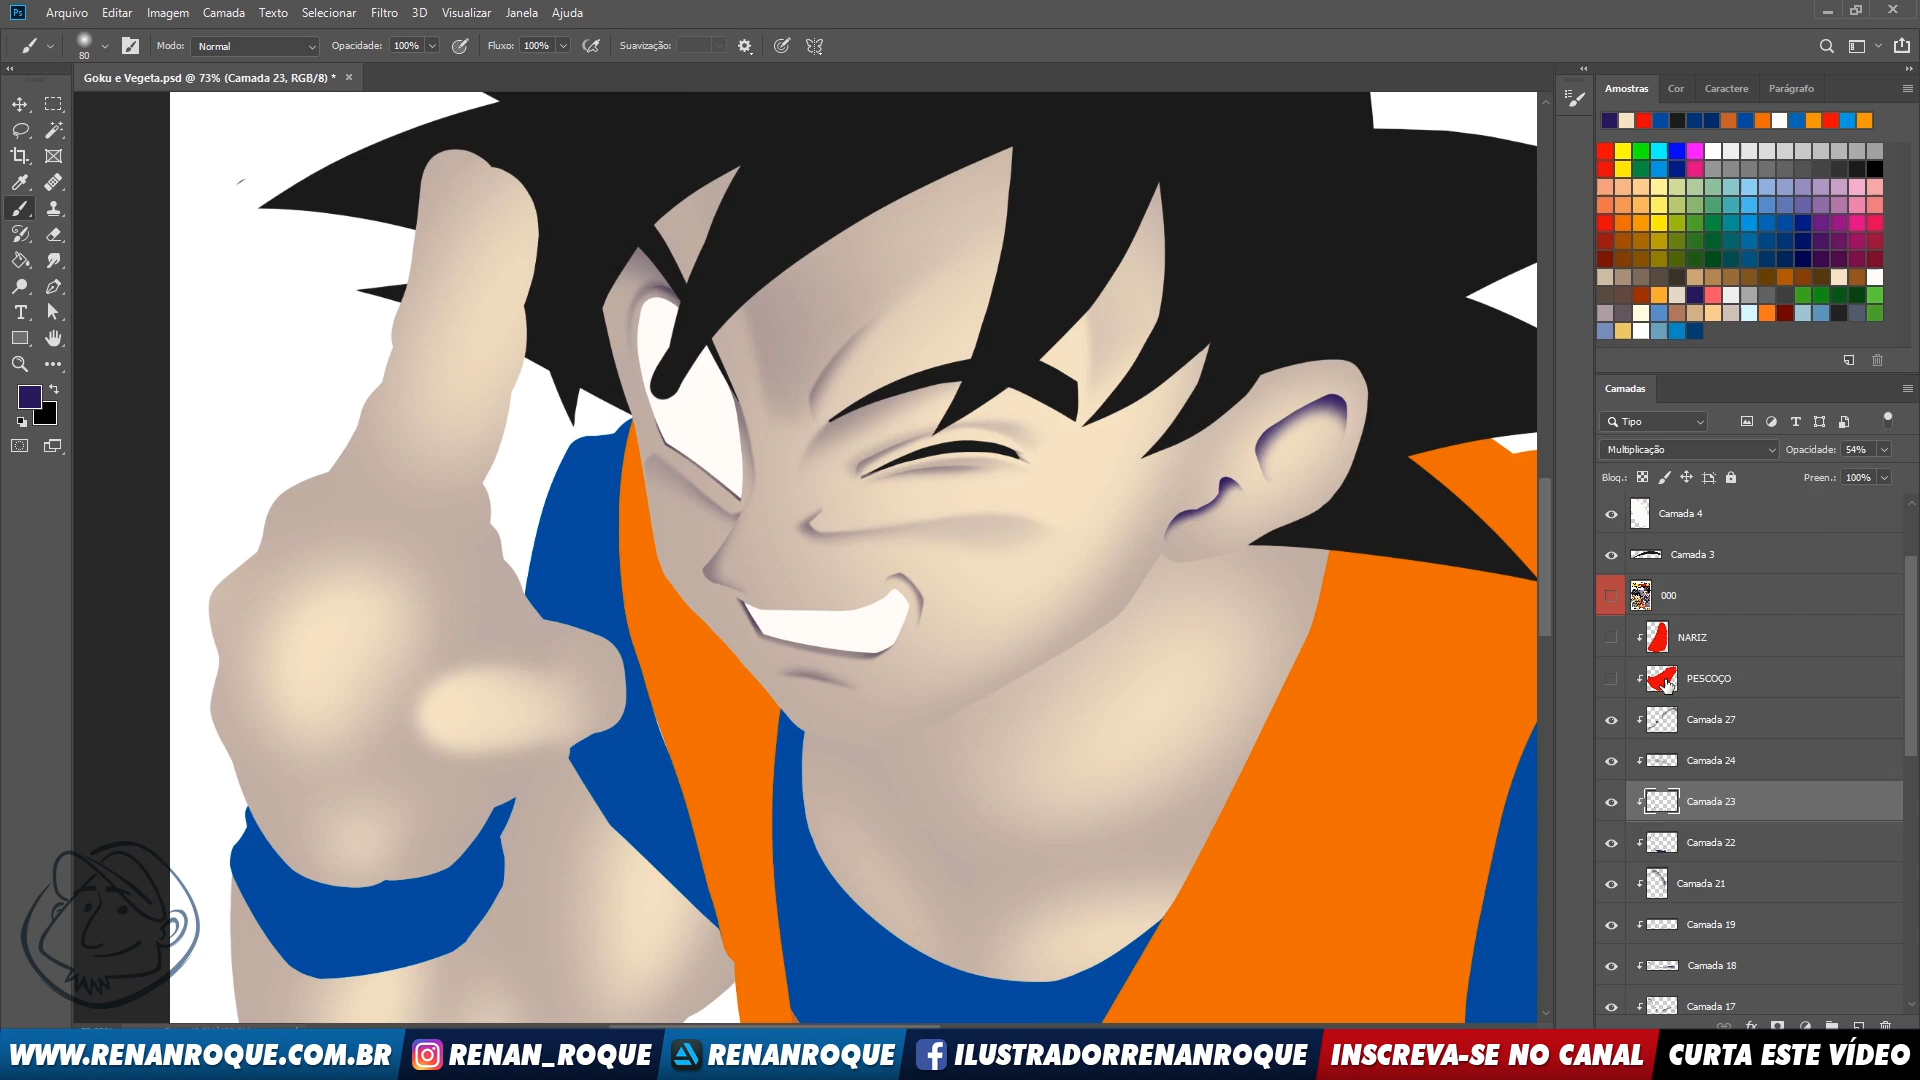 Ps Arquivo Editar Imagem Camada Texto Selecionar Filtro 3D Visualizar Janela Ajuda
80 Modo: Normal Opacidade: 100% Fluxo: 100% Suavização:
Goku e Vegeta.psd @ 73% (Camada 23, RGB/8) *
Amostras Cor Caractere Parágrafo
Camadas
Tipo
Multiplicação Opacidade: 54%
Bloq.: Preen.: 100%
Camada 4
Camada 3
000
NARIZ
PESCOÇO
Camada 27
Camada 24
Camada 23
Camada 22
Camada 21
Camada 19
Camada 18
Camada 17
WWW.RENANROQUE.COM.BR RENAN_ROQUE RENANROQUE ILUSTRADORRENANROQUE INSCREVA-SE NO CANAL CURTA ESTE VÍDEO